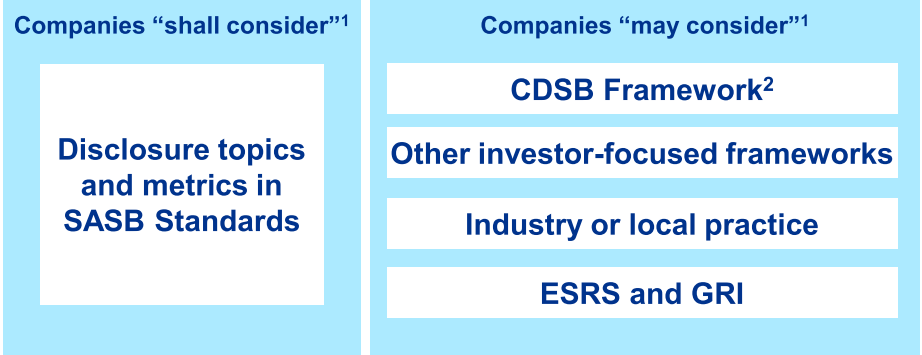 Companies “shall consider”1
Disclosure topics
and metrics in
SASB Standards
Companies “may consider”1
CDSB Framework2
Other investor-focused frameworks
Industry or local practice
ESRS and GRI